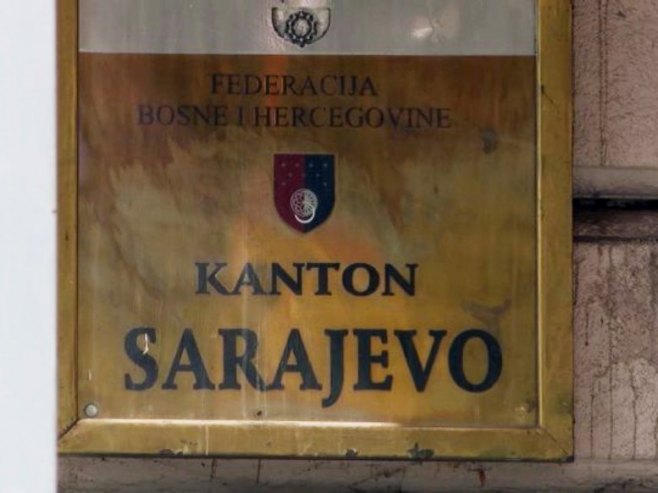 FEDERACIJA
BOSNE I HERCEGOVINE
KANTON
SARAJEVO